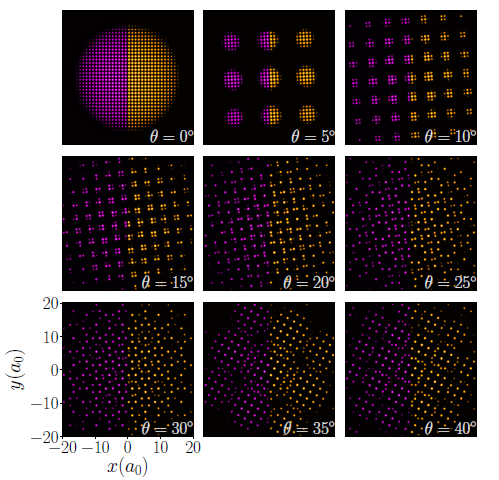 θ = 0°
θ = 5°
θ = 10°
θ = 15°
θ = 20°
θ = 25°
20
10
0
−10
−20
y(a₀)
θ = 30°
θ = 35°
θ = 40°
−20 −10 0 10 20
x(a₀)